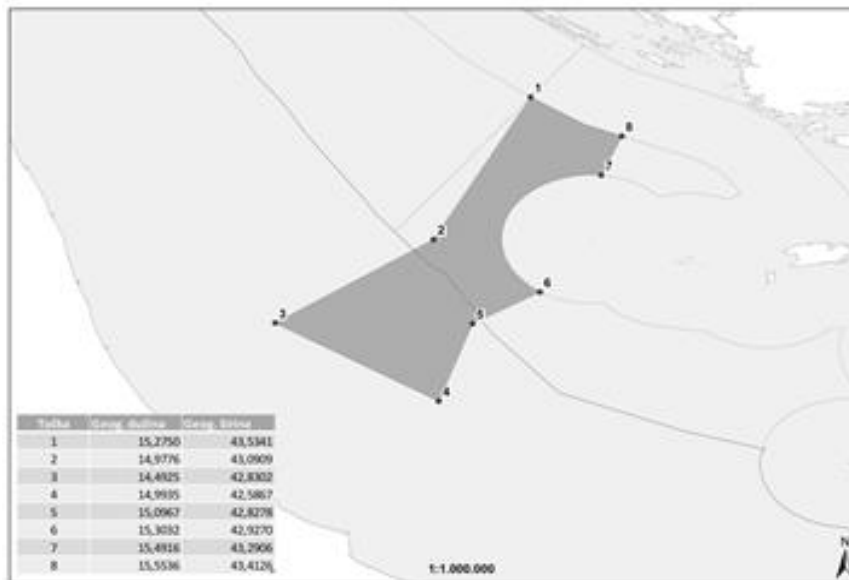 1
8
7
2
6
3
5
4
Točka Geog. dužina Geog. širina
1 15,2750 43,5341
2 14,9776 43,0909
3 14,4925 42,8302
4 14,9935 42,5867
5 15,0967 42,8278
6 15,3032 42,9270
7 15,4916 43,2906
8 15,5536 43,4126
1:1.000.000
N